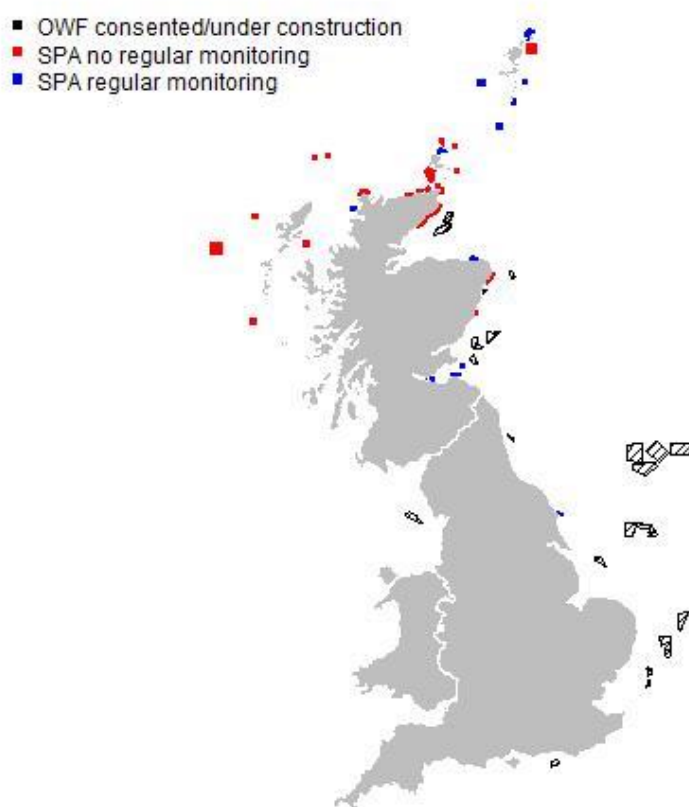 OWF consented/under construction
SPA no regular monitoring
SPA regular monitoring